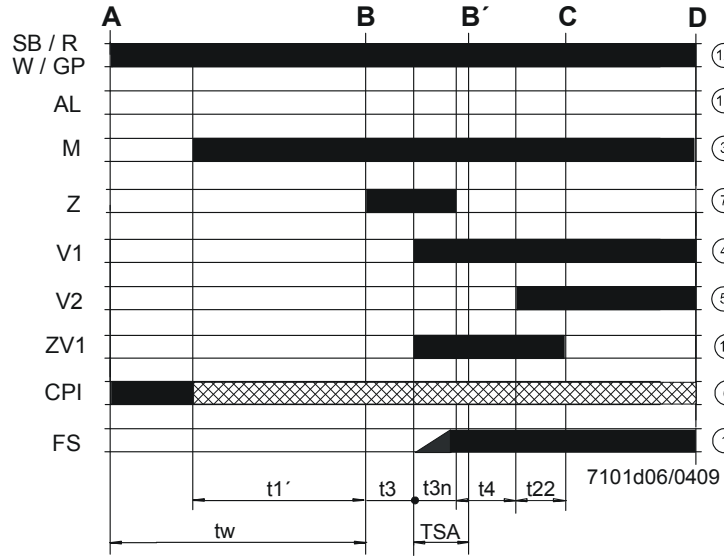 A B B´ C D
SB / R
W / GP
AL
M
Z
V1
V2
ZV1
CPI
FS
7101d06/0409
t1´ t3 t3n t4 t22
tw TSA